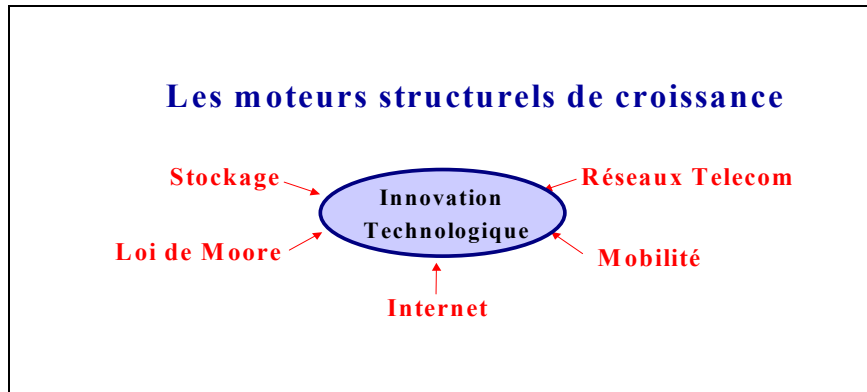 Les moteurs structurels de croissance
Stockage
Réseaux Telecom
Innovation
Technologique
Loi de Moore
Mobilité
Internet